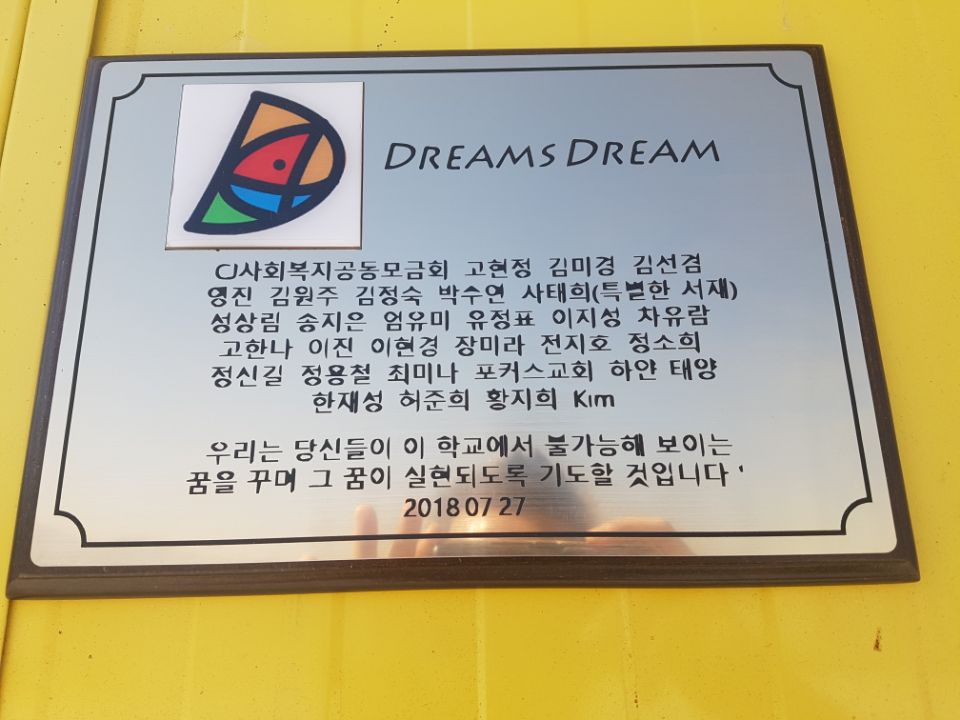 DREAMS DREAM
CJ사회복지공동모금회 고현정 김미경 김선겸
영진 김원주 김정숙 박수연 사태희(특별한 서재)
성상림 송지은 엄유미 유정표 이지성 차유람
고한나 이진 이현경 장미라 전지호 정소희
정신길 정용철 최미나 포커스교회 하얀 태양
한재성 허준희 황지희 Kim
우리는 당신들이 이 학교에서 불가능해 보이는
꿈을 꾸며 그 꿈이 실현되도록 기도할 것입니다 '
2018 07 27